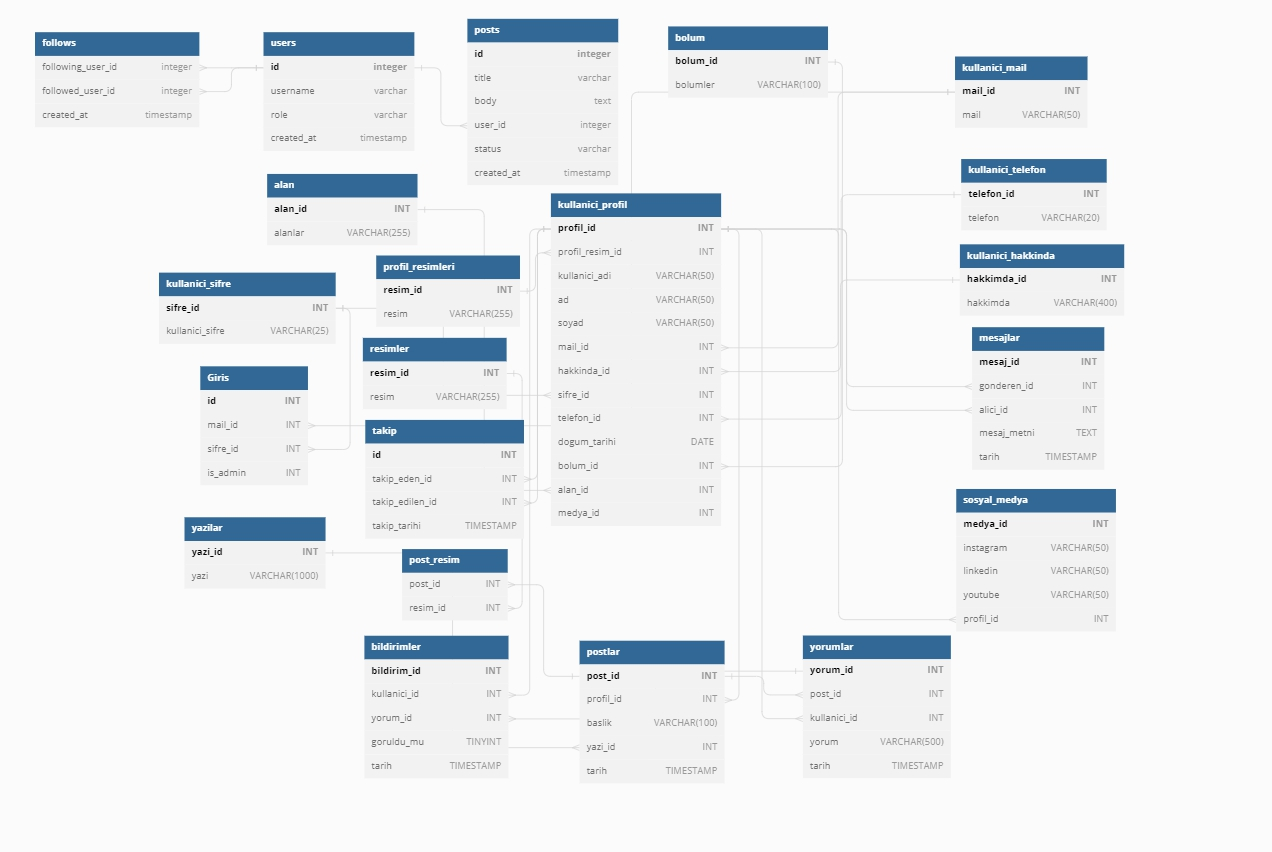 follows
following_user_id integer
followed_user_id integer
created_at timestamp
users
id integer
username varchar
role varchar
created_at timestamp
posts
id integer
title varchar
body text
user_id integer
status varchar
created_at timestamp
bolum
bolum_id INT
bolumler VARCHAR(100)
kullanici_mail
mail_id INT
mail VARCHAR(50)
alan
alan_id INT
alanlar VARCHAR(255)
kullanici_profil
profil_id INT
profil_resim_id INT
kullanici_adi VARCHAR(50)
ad VARCHAR(50)
soyad VARCHAR(50)
mail_id INT
hakkinda_id INT
sifre_id INT
telefon_id INT
dogum_tarihi DATE
bolum_id INT
alan_id INT
medya_id INT
kullanici_telefon
telefon_id INT
telefon VARCHAR(20)
kullanici_hakkinda
hakkimda_id INT
hakkimda VARCHAR(400)
profil_resimleri
resim_id INT
resim VARCHAR(255)
kullanici_sifre
sifre_id INT
kullanici_sifre VARCHAR(25)
resimler
resim_id INT
resim VARCHAR(255)
mesajlar
mesaj_id INT
gonderen_id INT
alici_id INT
mesaj_metni TEXT
tarih TIMESTAMP
Giris
id INT
mail_id INT
sifre_id INT
is_admin INT
takip
id INT
takip_eden_id INT
takip_edilen_id INT
takip_tarihi TIMESTAMP
sosyal_medya
medya_id INT
instagram VARCHAR(50)
linkedin VARCHAR(50)
youtube VARCHAR(50)
profil_id INT
yazilar
yazi_id INT
yazi VARCHAR(1000)
post_resim
post_id INT
resim_id INT
bildirimler
bildirim_id INT
kullanici_id INT
yorum_id INT
goruldu_mu TINYINT
tarih TIMESTAMP
postlar
post_id INT
profil_id INT
baslik VARCHAR(100)
yazi_id INT
tarih TIMESTAMP
yorumlar
yorum_id INT
post_id INT
kullanici_id INT
yorum VARCHAR(500)
tarih TIMESTAMP